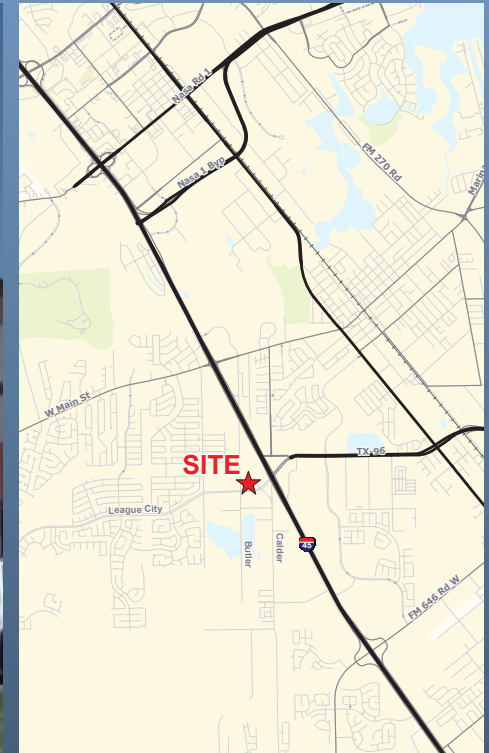 Nasa Rd 1
Nasa 1 Byp
FM 270 Rd
Marina
W Main St
SITE
TX-96
League City
Butler
Calder
45
FM 646 Rd W